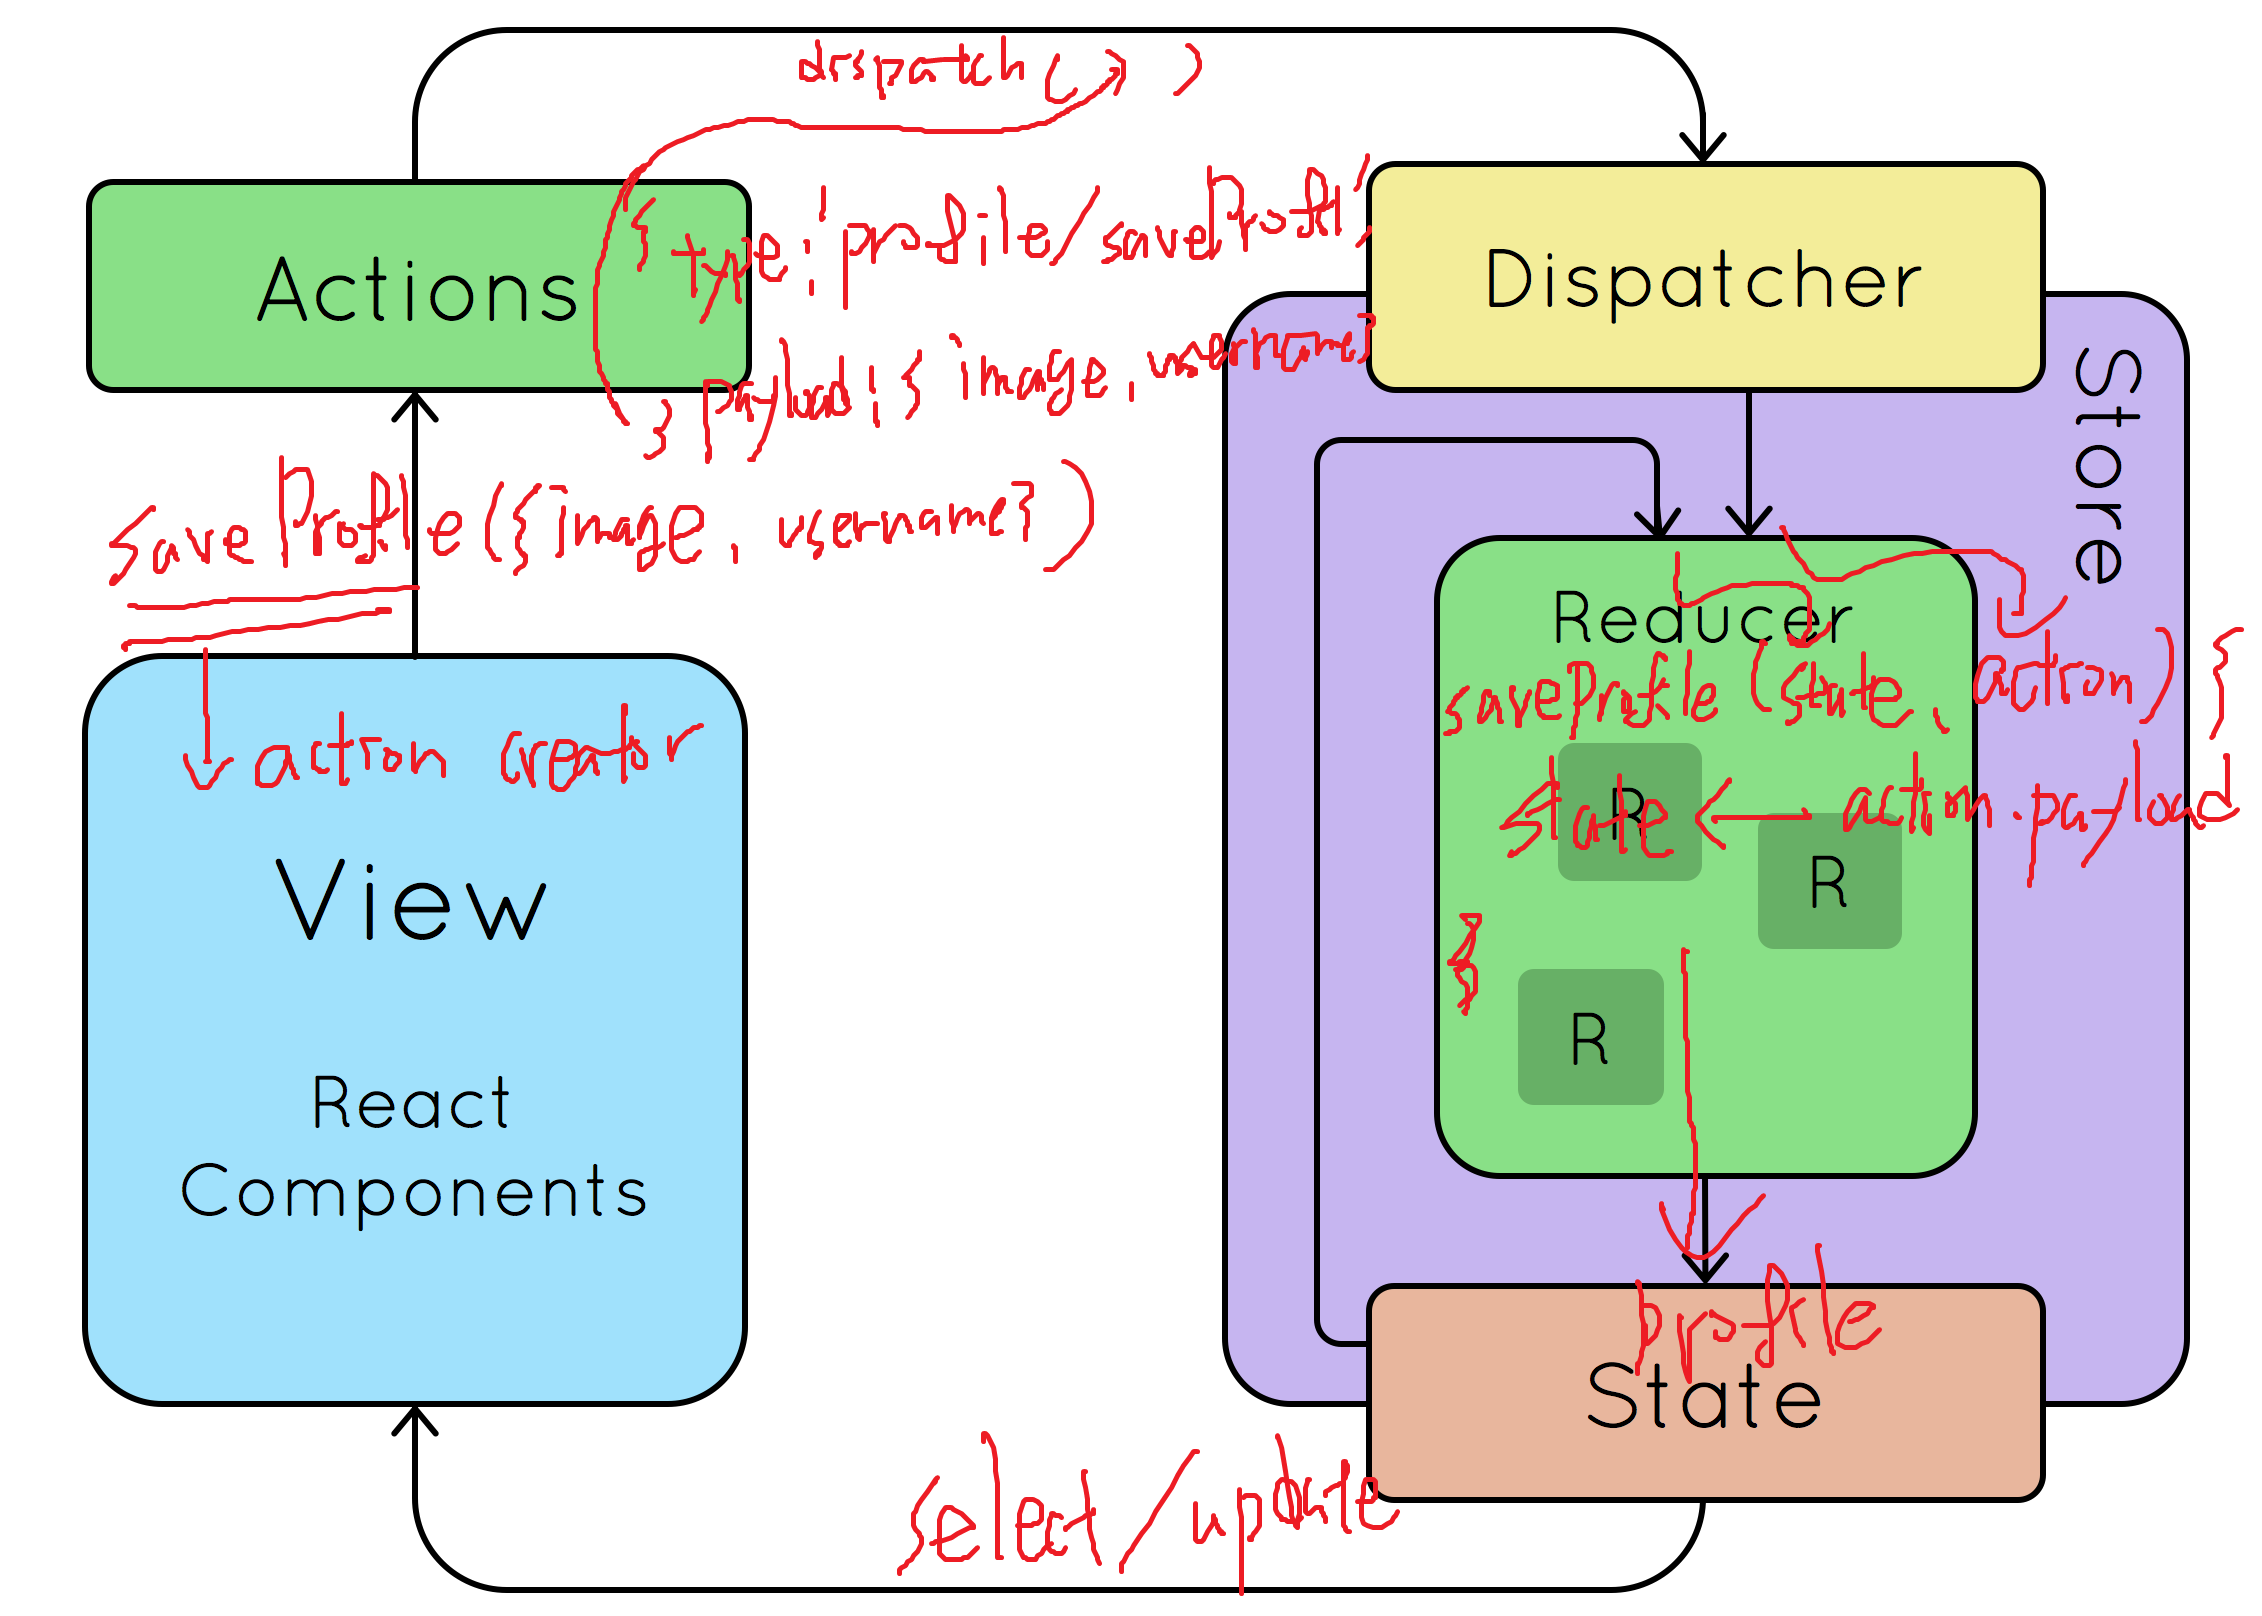 dispatch ( )
{ type: 'profile/saveProfile'
Actions
Dispatcher
} payload: { image, username }
Store
saveProfile ({image, username})
Reducer
saveProfile (state, action) {
action creator
state ← action.payload
R
R
View
}
R
React
Components
profile
State
select/update